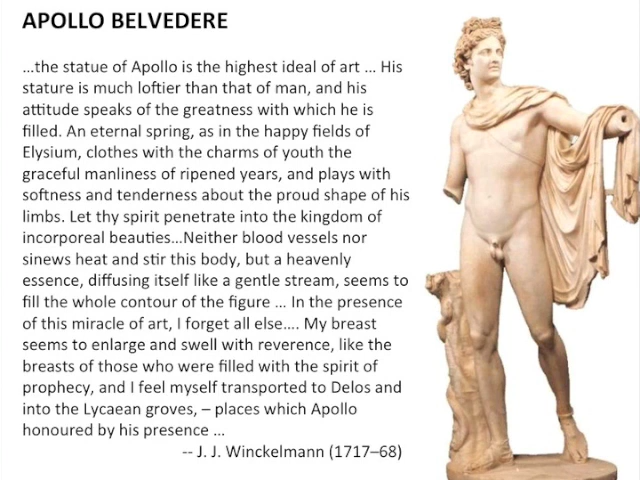 APOLLO BELVEDERE
…the statue of Apollo is the highest ideal of art … His
stature is much loftier than that of man, and his
attitude speaks of the greatness with which he is
filled. An eternal spring, as in the happy fields of
Elysium, clothes with the charms of youth the
graceful manliness of ripened years, and plays with
softness and tenderness about the proud shape of his
limbs. Let thy spirit penetrate into the kingdom of
incorporeal beauties…Neither blood vessels nor
sinews heat and stir this body, but a heavenly
essence, diffusing itself like a gentle stream, seems to
fill the whole contour of the figure … In the presence
of this miracle of art, I forget all else…. My breast
seems to enlarge and swell with reverence, like the
breasts of those who were filled with the spirit of
prophecy, and I feel myself transported to Delos and
into the Lycaean groves, – places which Apollo
honoured by his presence …
-- J. J. Winckelmann (1717–68)